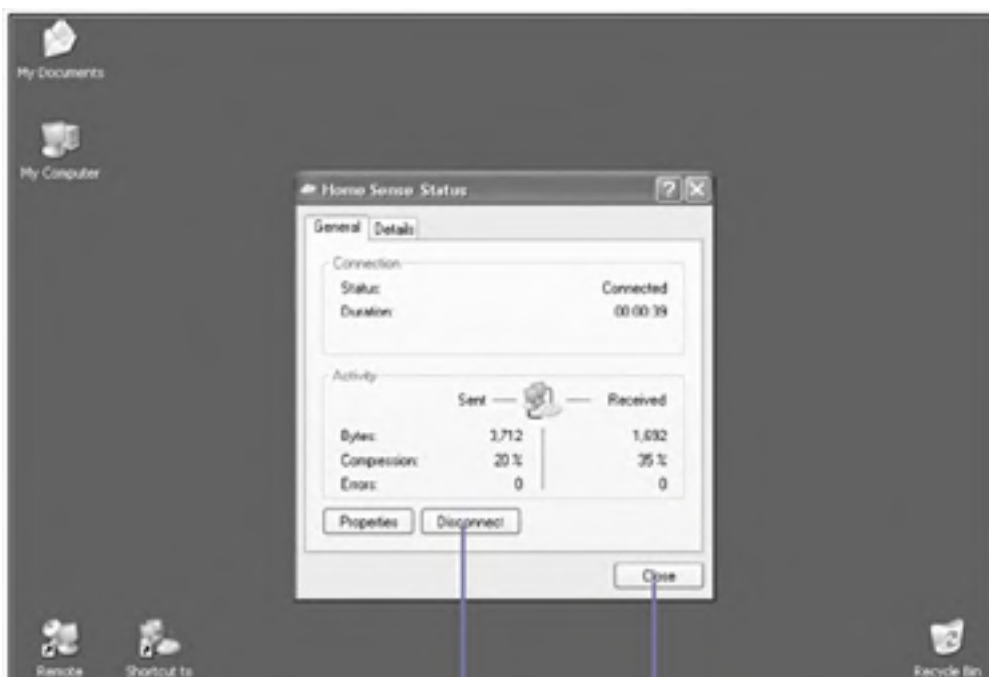 My Documents
My Computer
Home Sense Status
General Details
Connection
Status: Connected
Duration: 00:00:39
Activity
Sent Received
Bytes: 3,712 1,692
Compression: 20 % 35 %
Errors: 0 0
Properties Disconnect
Close
Remote Shortcut to Recycle Bin